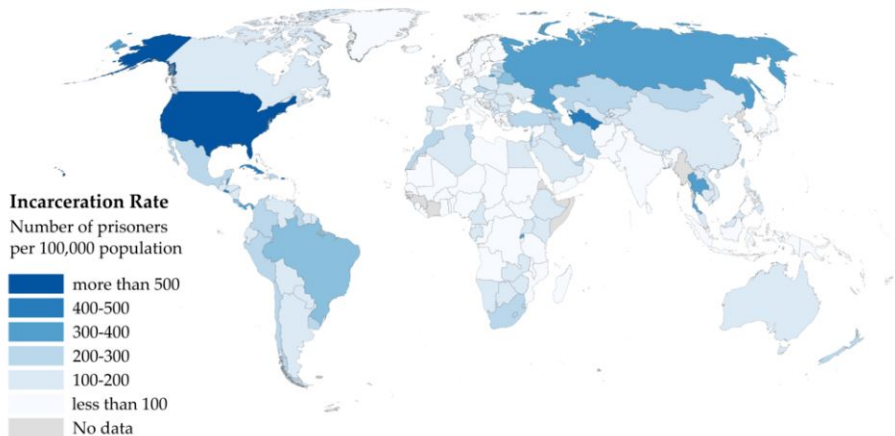 Incarceration Rate
Number of prisoners
per 100,000 population
more than 500
400-500
300-400
200-300
100-200
less than 100
No data